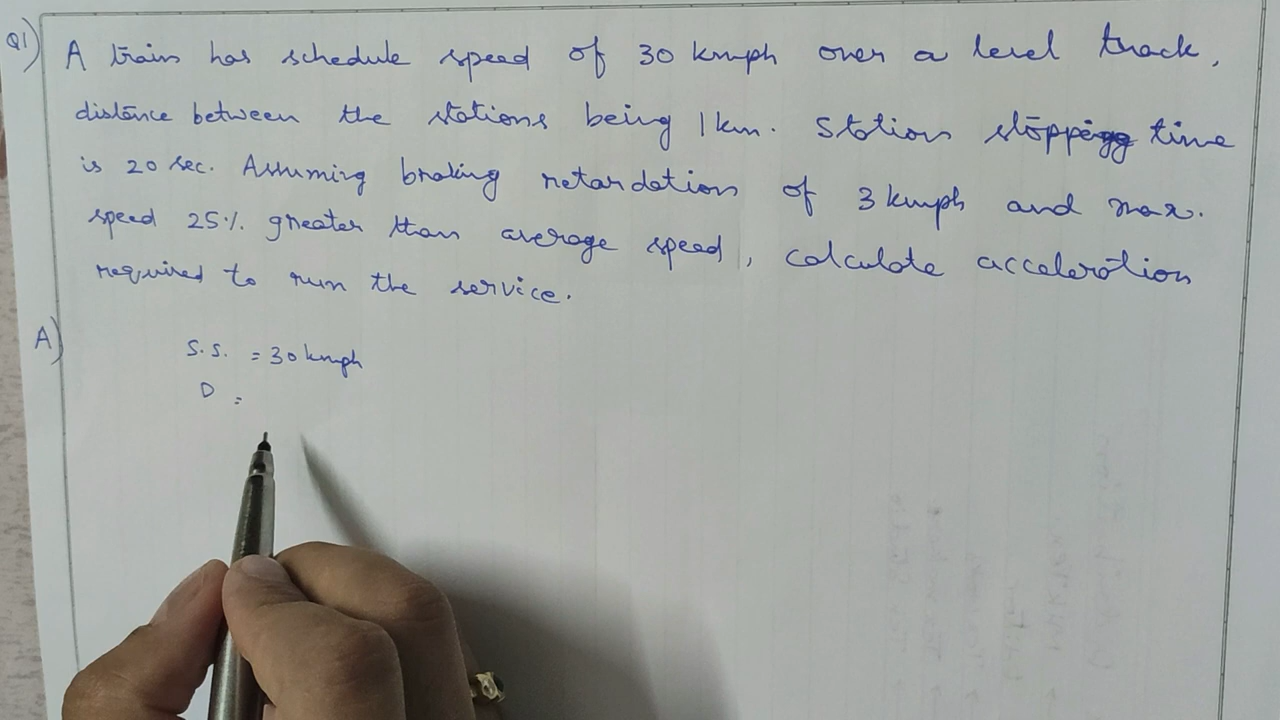 Q1) A train has schedule speed of 30 kmph over a level track,
distance between the stations being 1 km. Station stopping time
is 20 sec. Assuming braking retardation of 3 kmph and max.
speed 25% greater than average speed, calculate acceleration
required to run the service.
A)
S.S. = 30 kmph
D =